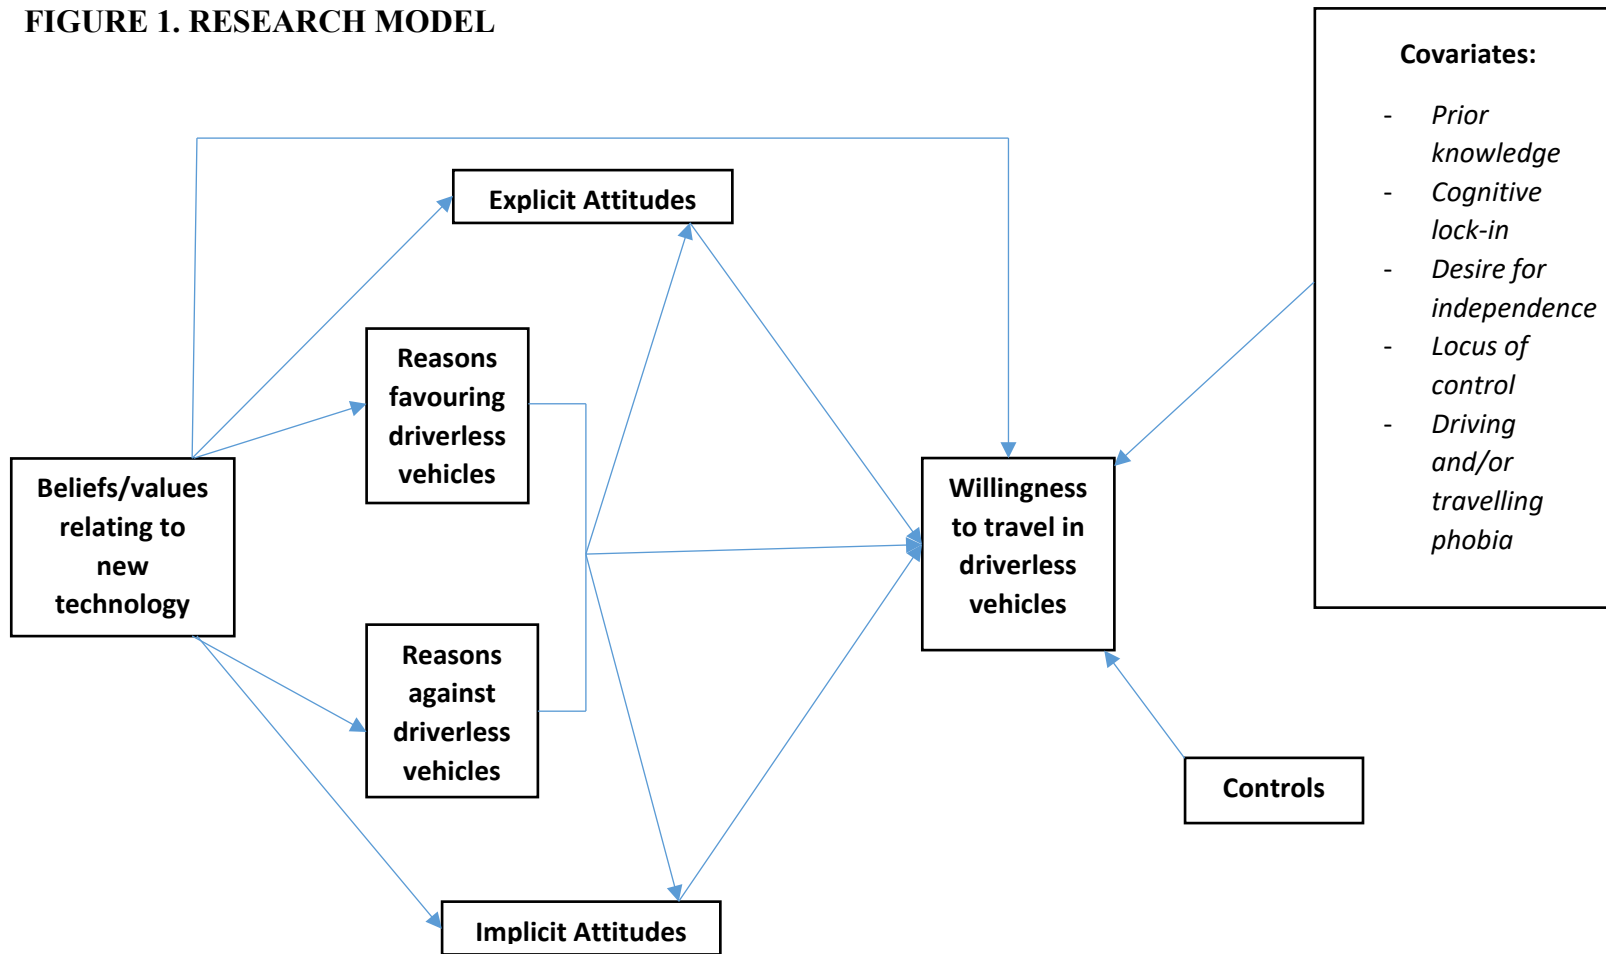 FIGURE 1. RESEARCH MODEL
Covariates:
- Prior
knowledge
- Cognitive
lock-in
- Desire for
independence
- Locus of
control
- Driving
and/or
travelling
phobia
Explicit Attitudes
Reasons
favouring
driverless
vehicles
Beliefs/values
relating to
new
technology
Willingness
to travel in
driverless
vehicles
Reasons
against
driverless
vehicles
Controls
Implicit Attitudes